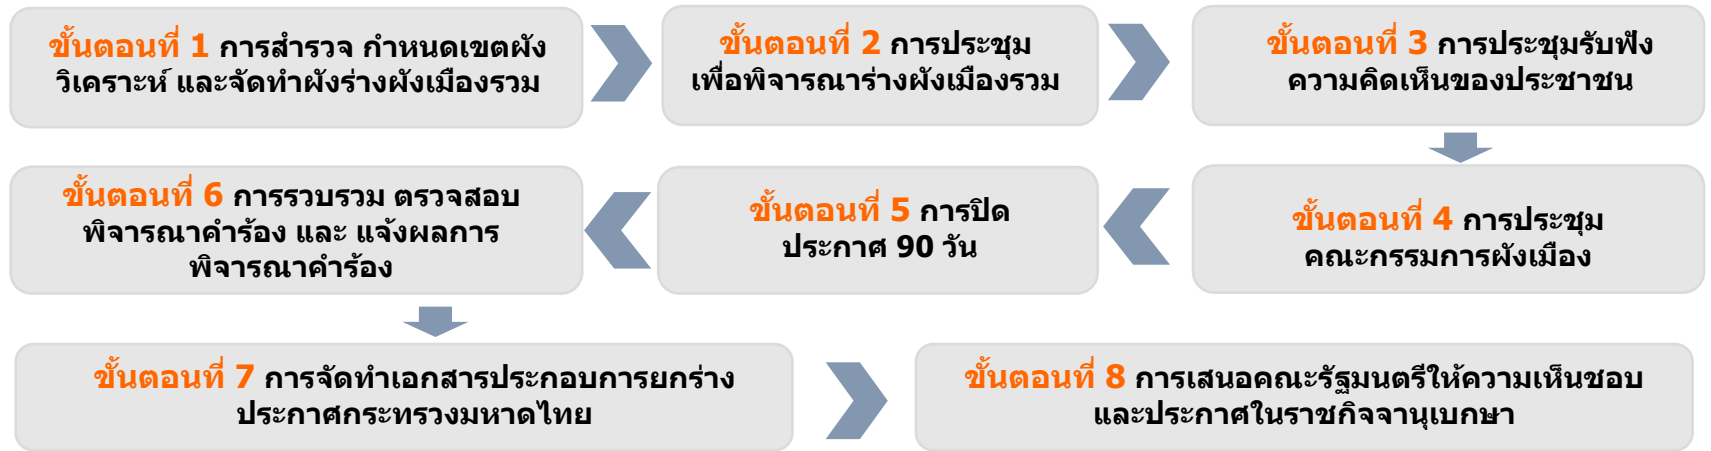 ขั้นตอนที่ 1 การสำรวจ กำหนดเขตผัง
วิเคราะห์ และจัดทำผังร่างผังเมืองรวม
ขั้นตอนที่ 2 การประชุม
เพื่อพิจารณาร่างผังเมืองรวม
ขั้นตอนที่ 3 การประชุมรับฟัง
ความคิดเห็นของประชาชน
ขั้นตอนที่ 4 การประชุม
คณะกรรมการผังเมือง
ขั้นตอนที่ 5 การปิด
ประกาศ 90 วัน
ขั้นตอนที่ 6 การรวบรวม ตรวจสอบ
พิจารณาคำร้อง และ แจ้งผลการ
พิจารณาคำร้อง
ขั้นตอนที่ 7 การจัดทำเอกสารประกอบการยกร่าง
ประกาศกระทรวงมหาดไทย
ขั้นตอนที่ 8 การเสนอคณะรัฐมนตรีให้ความเห็นชอบ
และประกาศในราชกิจจานุเบกษา